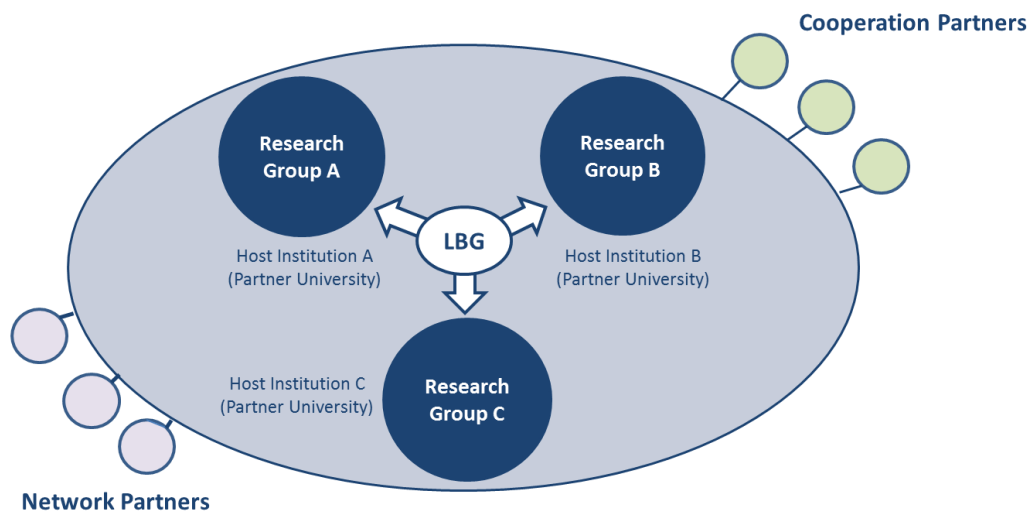 Cooperation Partners
Research
Group A
Research
Group B
LBG
Host Institution A
(Partner University)
Host Institution B
(Partner University)
Host Institution C
(Partner University)
Research
Group C
Network Partners